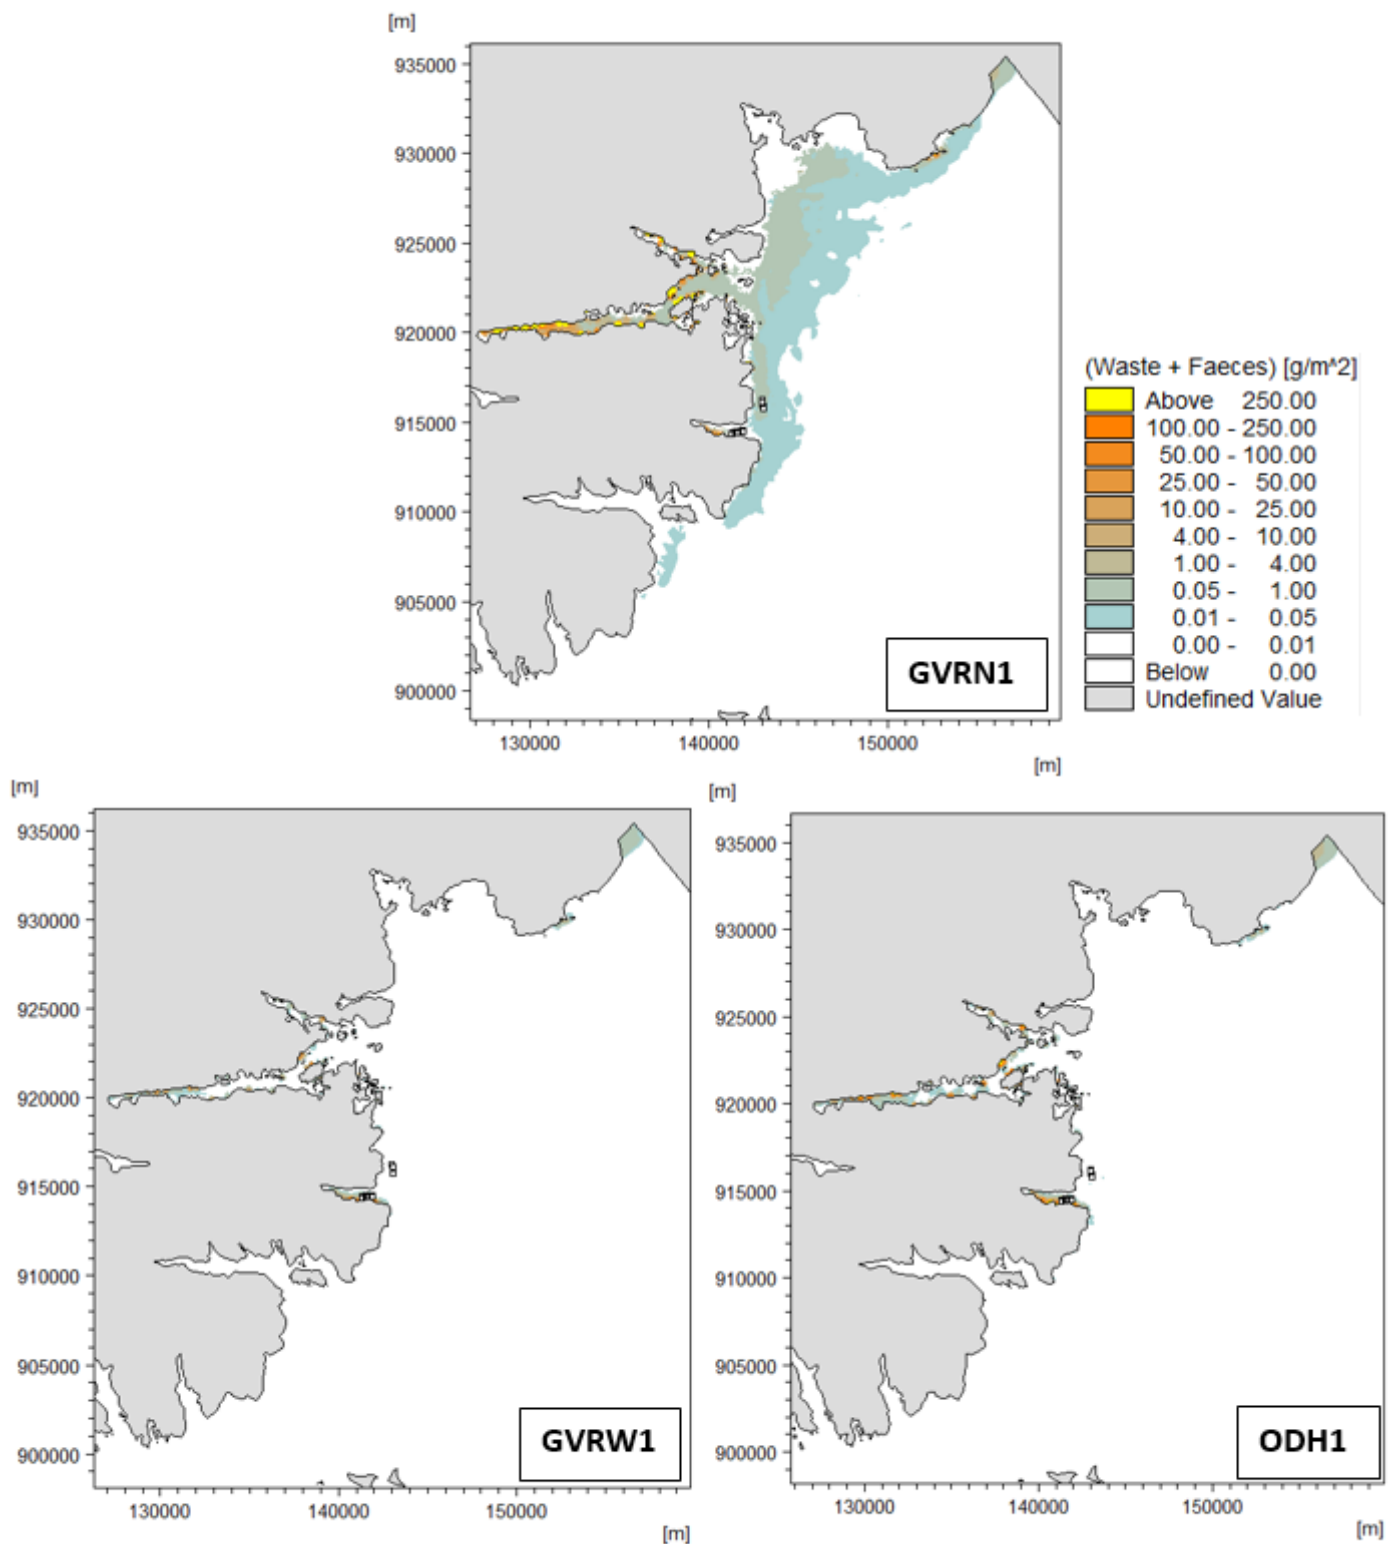 [m]
935000
930000
925000
920000
915000
910000
905000
900000
130000 140000 150000
[m]
GVRN1
(Waste + Faeces) [g/m^2]
Above 250.00
100.00 - 250.00
50.00 - 100.00
25.00 - 50.00
10.00 - 25.00
4.00 - 10.00
1.00 - 4.00
0.05 - 1.00
0.01 - 0.05
0.00 - 0.01
Below 0.00
Undefined Value
[m]
935000
930000
925000
920000
915000
910000
905000
900000
130000 140000 150000
[m]
GVRW1
[m]
935000
930000
925000
920000
915000
910000
905000
900000
130000 140000 150000
[m]
ODH1